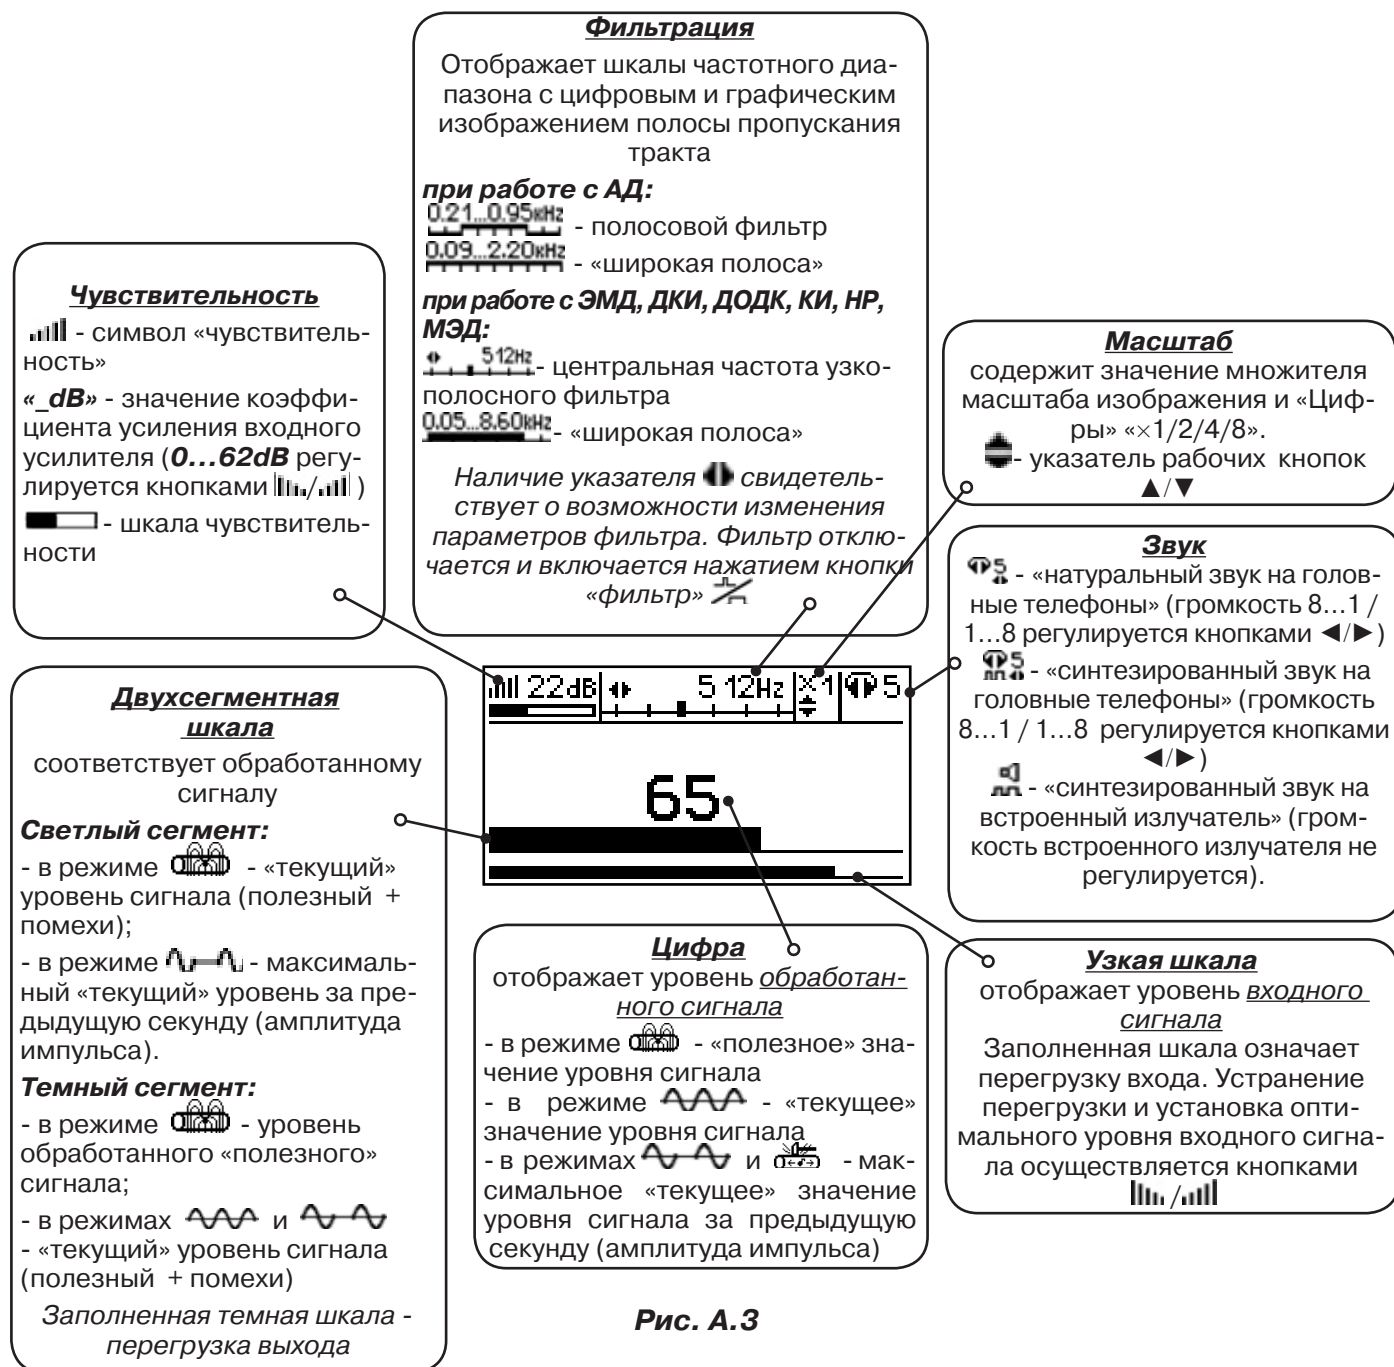 Фильтрация
Отображает шкалы частотного диа-
пазона с цифровым и графическим
изображением полосы пропускания
тракта
при работе с АД:
0.21...0.95кHz - полосовой фильтр
0.09...2.20кHz - «широкая полоса»
при работе с ЭМД, ДКИ, ДОДК, КИ, НР,
МЭД:
512Hz - центральная частота узко-
полосного фильтра
0.05...8.60кHz - «широкая полоса»
Наличие указателя свидетель-
ствует о возможности изменения
параметров фильтра. Фильтр отклю-
чается и включается нажатием кнопки
«фильтр»
Чувствительность
- символ «чувствитель-
ность»
«_dB» - значение коэффи-
циента усиления входного
усилителя (0...62dB регу-
лируется кнопками / )
- шкала чувствитель-
ности
Масштаб
содержит значение множителя
масштаба изображения и «Циф-
ры» «×1/2/4/8».
- указатель рабочих кнопок
▲/▼
Звук
5 - «натуральный звук на голов-
ные телефоны» (громкость 8...1 /
1...8 регулируется кнопками ◄/►)
5 - «синтезированный звук на
головные телефоны» (громкость
8...1 / 1...8 регулируется кнопками
◄/►)
- «синтезированный звук на
встроенный излучатель» (гром-
кость встроенного излучателя не
регулируется).
Двухсегментная
шкала
соответствует обработанному
сигналу
Светлый сегмент:
- в режиме - «текущий»
уровень сигнала (полезный +
помехи);
- в режиме - максималь-
ный «текущий» уровень за пре-
дыдущую секунду (амплитуда
импульса).
Темный сегмент:
- в режиме - уровень
обработанного «полезного»
сигнала;
- в режимах и
- «текущий» уровень сигнала
(полезный + помехи)
Заполненная темная шкала -
перегрузка выхода
22dB 512Hz ×1 5
65
Цифра
отображает уровень обработан-
ного сигнала
- в режиме - «полезное» зна-
чение уровня сигнала
- в режиме - «текущее»
значение уровня сигнала
- в режимах и - мак-
симальное «текущее» значение
уровня сигнала за предыдущую
секунду (амплитуда импульса)
Узкая шкала
отображает уровень входного
сигнала
Заполненная шкала означает
перегрузку входа. Устранение
перегрузки и установка опти-
мального уровня входного сигна-
ла осуществляется кнопками
/
Рис. А.3